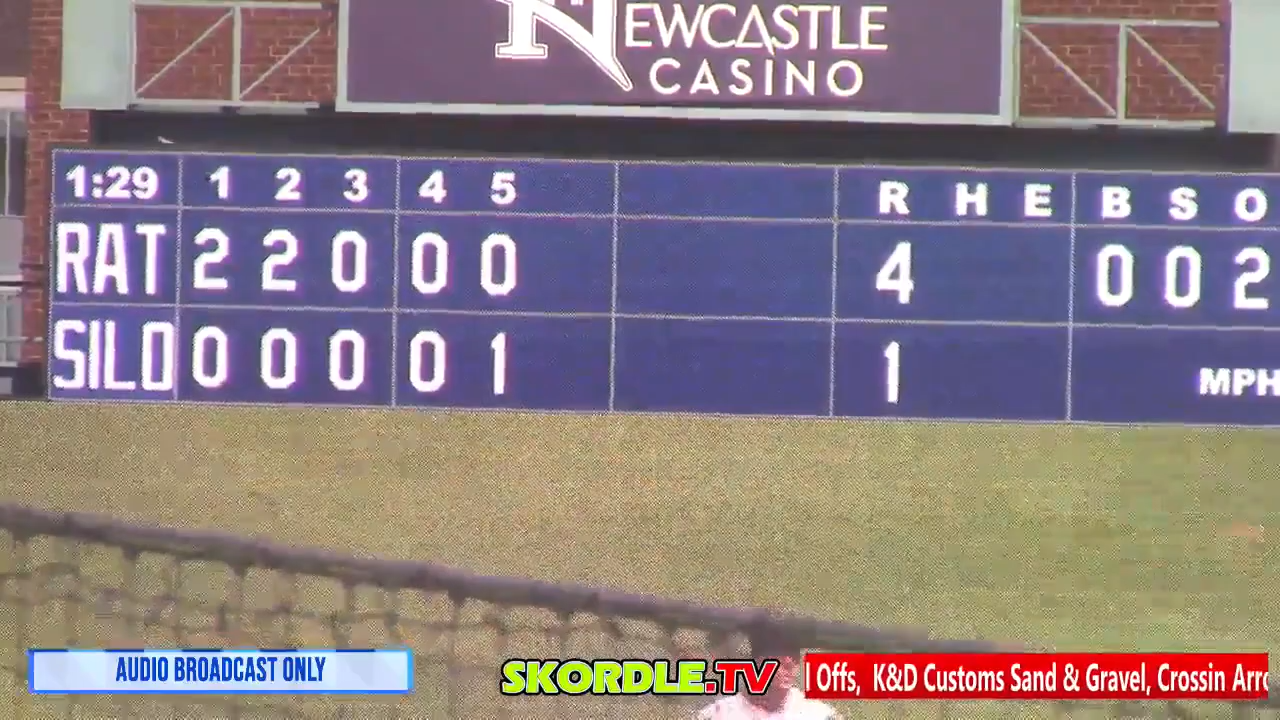 NEWCASTLE
CASINO
1:29 1 2 3 4 5 R H E B S O
RAT 2 2 0 0 0 4 0 0 2
SILO 0 0 0 0 1 1 MPH
AUDIO BROADCAST ONLY
SKORDLE.TV
Offs, K&D Customs Sand & Gravel, Crossin